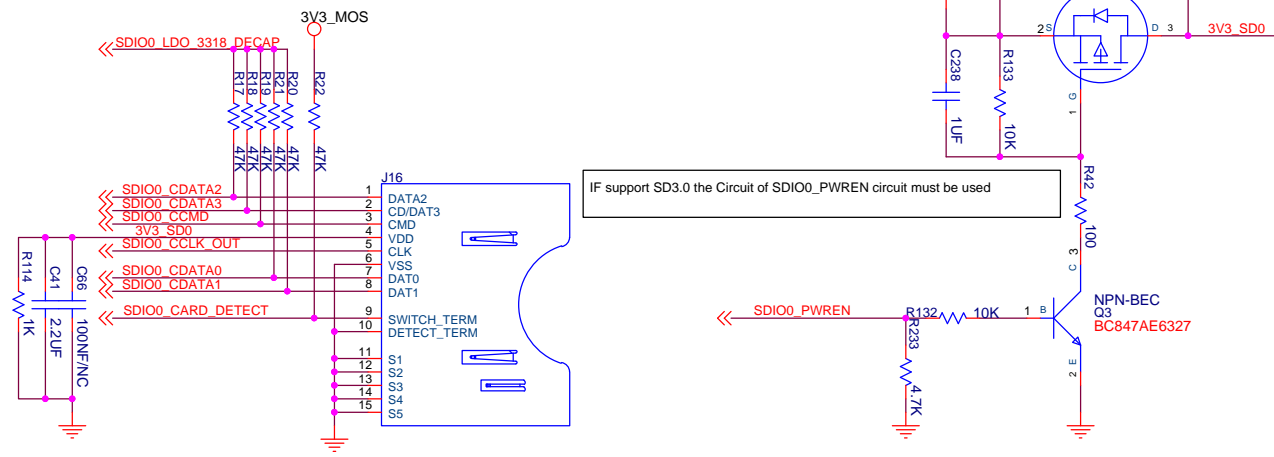 3V3_MOS
SDIO0_LDO_3318_DECAP
R17
R18
R19
R21
R20
R22
47K
47K
47K
47K
47K
47K
J16
SDIO0_CDATA2
1
DATA2
SDIO0_CDATA3
2
CD/DAT3
SDIO0_CCMD
3
CMD
3V3_SD0
4
VDD
SDIO0_CCLK_OUT
5
CLK
6
VSS
SDIO0_CDATA0
7
DAT0
SDIO0_CDATA1
8
DAT1
SDIO0_CARD_DETECT
9
SWITCH_TERM
10
DETECT_TERM
11
S1
12
S2
13
S3
14
S4
15
S5
R114
1K
C41
2.2UF
C66
100NF/NC
IF support SD3.0 the Circuit of SDIO0_PWREN circuit must be used
2
S
D
3
3V3_SD0
G
1
C238
1UF
R133
10K
R42
100
3
C
SDIO0_PWREN
R132
10K
1
B
NPN-BEC
Q3
BC847AE6327
R233
4.7K
2
E